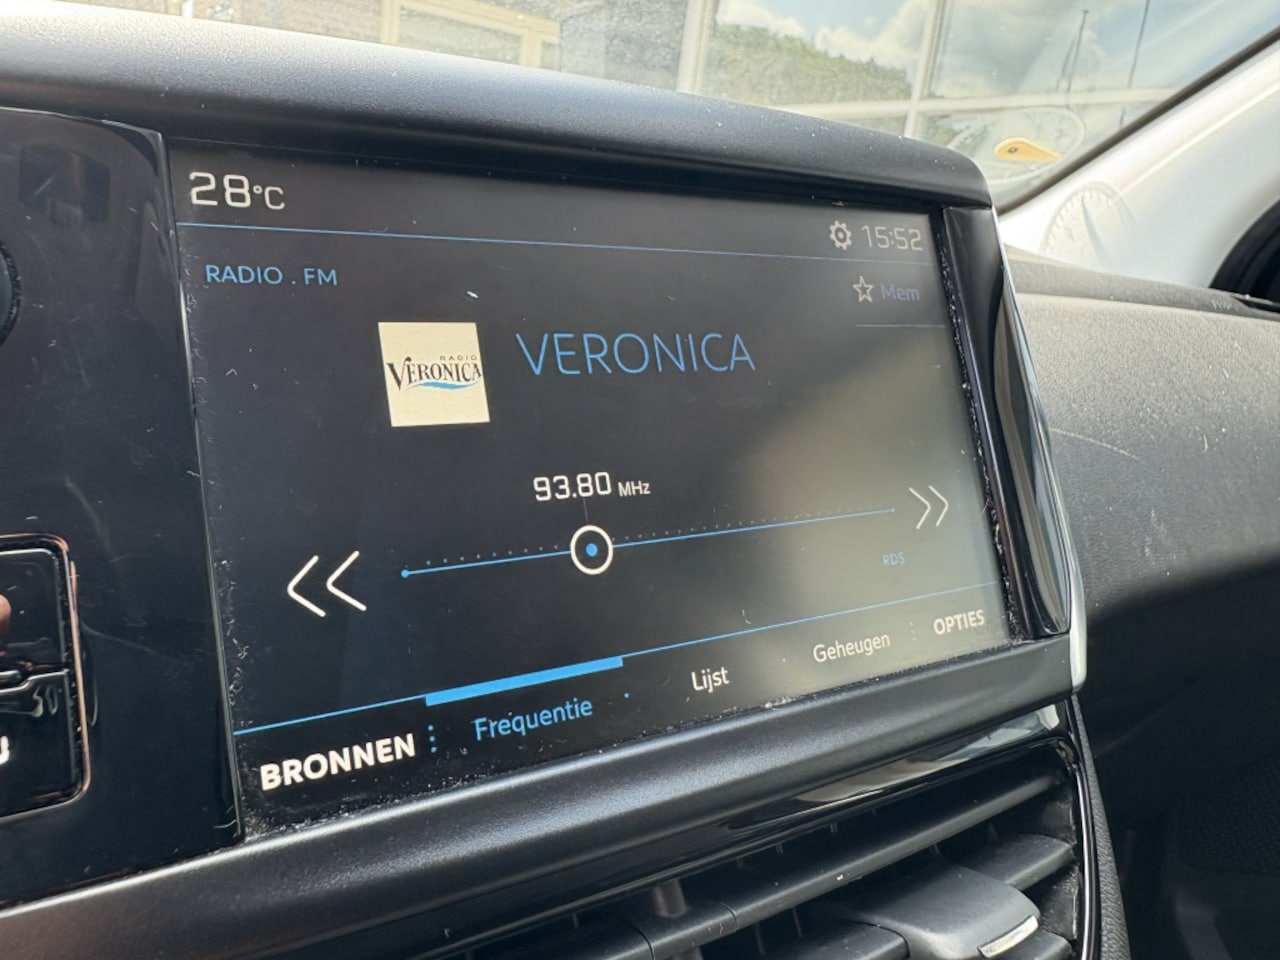 28°C
15:52
RADIO . FM
Mem
RADIO
VERONICA
VERONICA
93.80 MHz
RDS
BRONNEN
Frequentie
Lijst
Geheugen
OPTIES